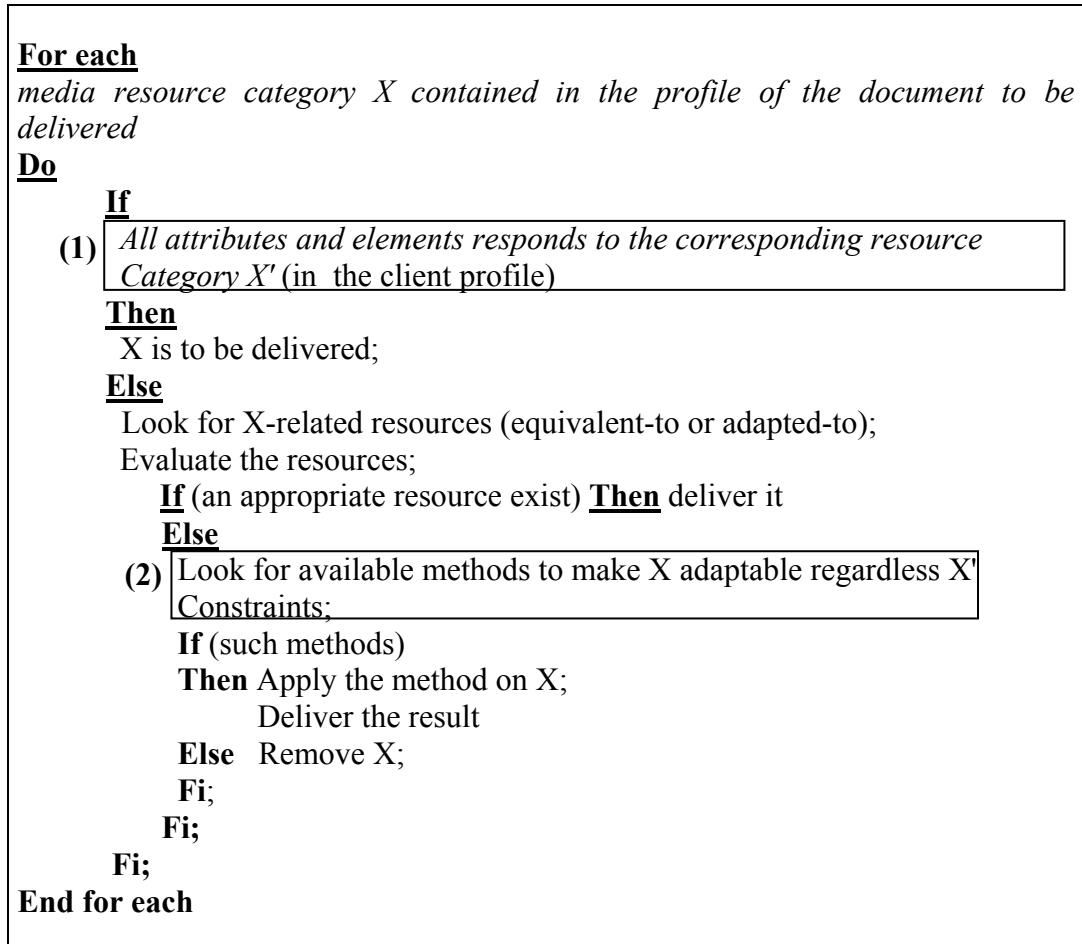 For each
media resource category X contained in the profile of the document to be
delivered
Do
If
(1) All attributes and elements responds to the corresponding resource
Category X' (in the client profile)
Then
X is to be delivered;
Else
Look for X-related resources (equivalent-to or adapted-to);
Evaluate the resources;
If (an appropriate resource exist) Then deliver it
Else
(2) Look for available methods to make X adaptable regardless X'
Constraints;
If (such methods)
Then Apply the method on X;
Deliver the result
Else Remove X;
Fi;
Fi;
Fi;
End for each